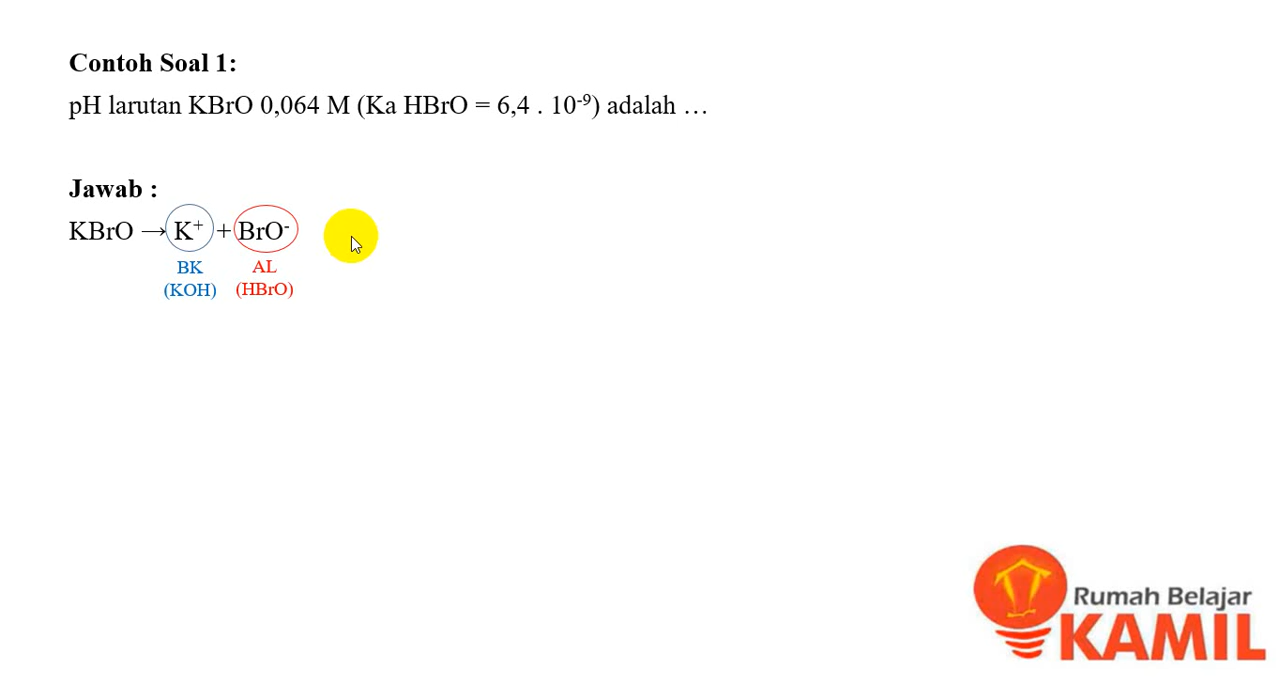 Contoh Soal 1:
pH larutan KBrO 0,064 M (Ka HBrO = 6,4 . 10⁻⁹) adalah …
Jawab :
KBrO → K⁺ + BrO⁻
BK AL
(KOH) (HBrO)
Rumah Belajar
KAMIL